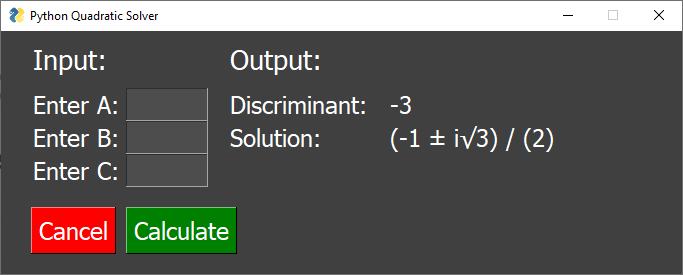 Python Quadratic Solver
Input:
Output:
Enter A:
Discriminant: -3
Enter B:
Solution: (-1 ± i√3) / (2)
Enter C:
Cancel
Calculate